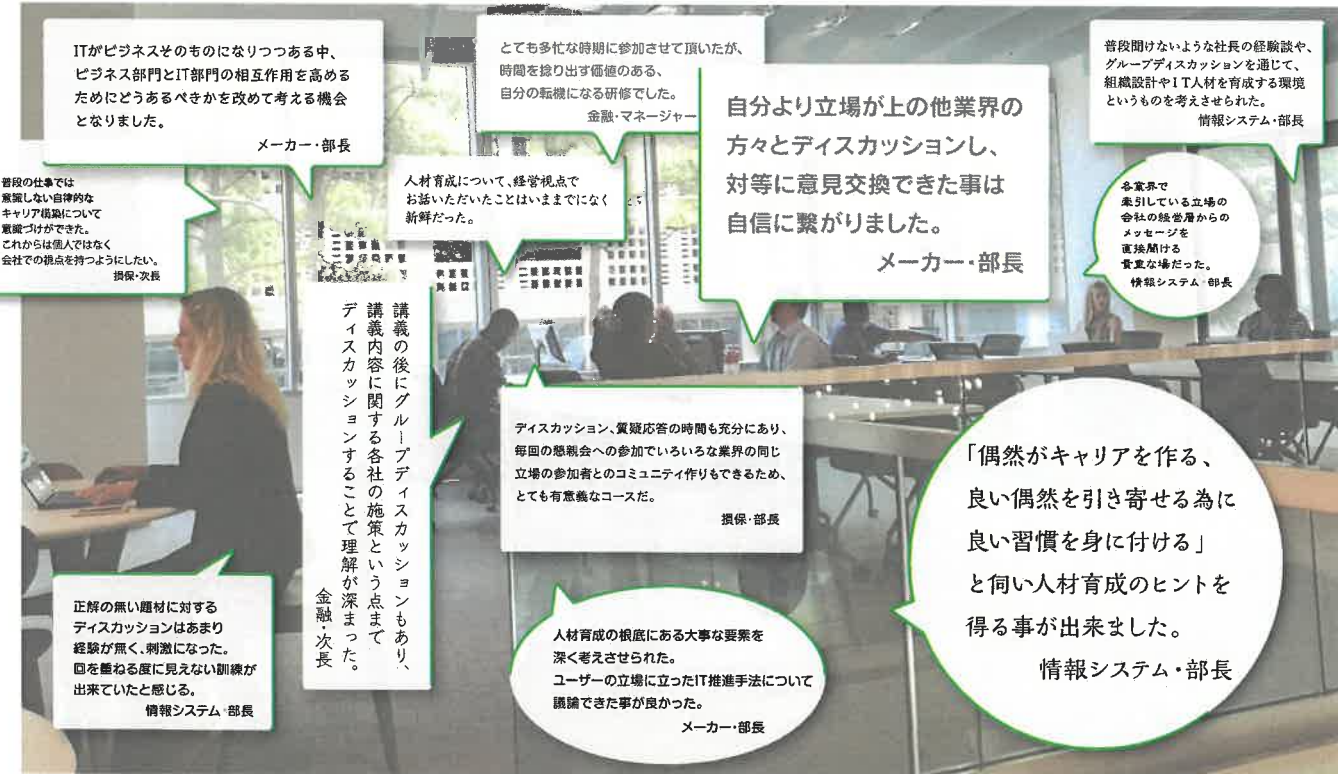 ITがビジネスそのものになりつつある中、
ビジネス部門とIT部門の相互作用を高める
ためにどうあるべきかを改めて考える機会
となりました。
メーカー・部長
とても多忙な時期に参加させて頂いたが、
時間を捻り出す価値のある、
自分の転機になる研修でした。
金融・マネージャー
自分より立場が上の他業界の
方々とディスカッションし、
対等に意見交換できた事は
自信に繋がりました。
メーカー・部長
普段聞けないような社長の経験談や、
グループディスカッションを通じて、
組織設計やIT人材を育成する環境
というものを考えさせられた。
情報システム・部長
普段の仕事では
意識しない自律的な
キャリア構築について
意識づけができた。
これからは個人ではなく
会社での視点を持つようにしたい。
損保・次長
人材育成について、経営視点で
お話いただいたことはいままでになく
新鮮だった。
各業界で
牽引している立場の
会社の経営層からの
メッセージを
直接聞ける
貴重な場だった。
情報システム・部長
講義の後にグループディスカッションもあり、
講義内容に関する各社の施策という点まで
ディスカッションすることで理解が深まった。
金融・次長
ディスカッション、質疑応答の時間も充分にあり、
毎回の懇親会への参加でいろいろな業界の同じ
立場の参加者とのコミュニティ作りもできるため、
とても有意義なコースだ。
損保・部長
「偶然がキャリアを作る、
良い偶然を引き寄せる為に
良い習慣を身に付ける」
と伺い人材育成のヒントを
得る事が出来ました。
情報システム・部長
正解の無い題材に対する
ディスカッションはあまり
経験が無く、刺激になった。
回を重ねる度に見えない訓練が
出来ていたと感じる。
情報システム・部長
人材育成の根底にある大事な要素を
深く考えさせられた。
ユーザーの立場に立ったIT推進手法について
議論できた事が良かった。
メーカー・部長